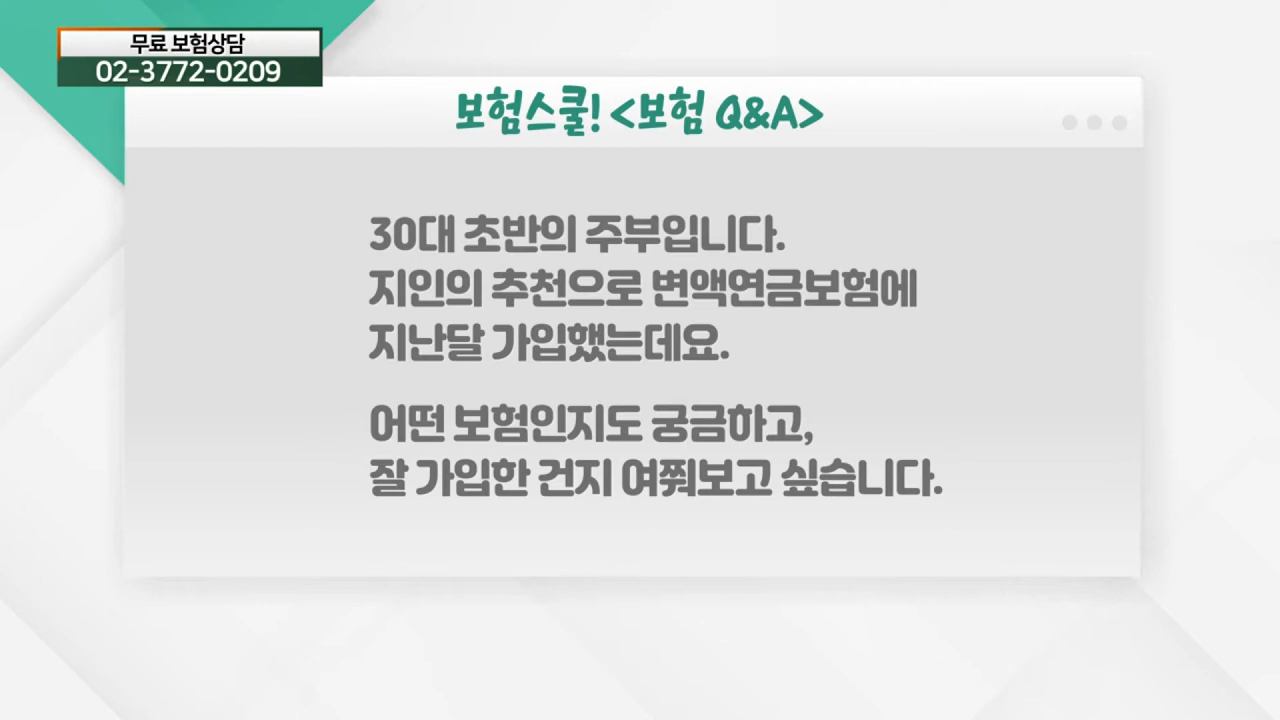 무료 보험상담
02-3772-0209
보험스쿨! <보험 Q&A>
30대 초반의 주부입니다.
지인의 추천으로 변액연금보험에
지난달 가입했는데요.
어떤 보험인지도 궁금하고,
잘 가입한 건지 여쭤보고 싶습니다.